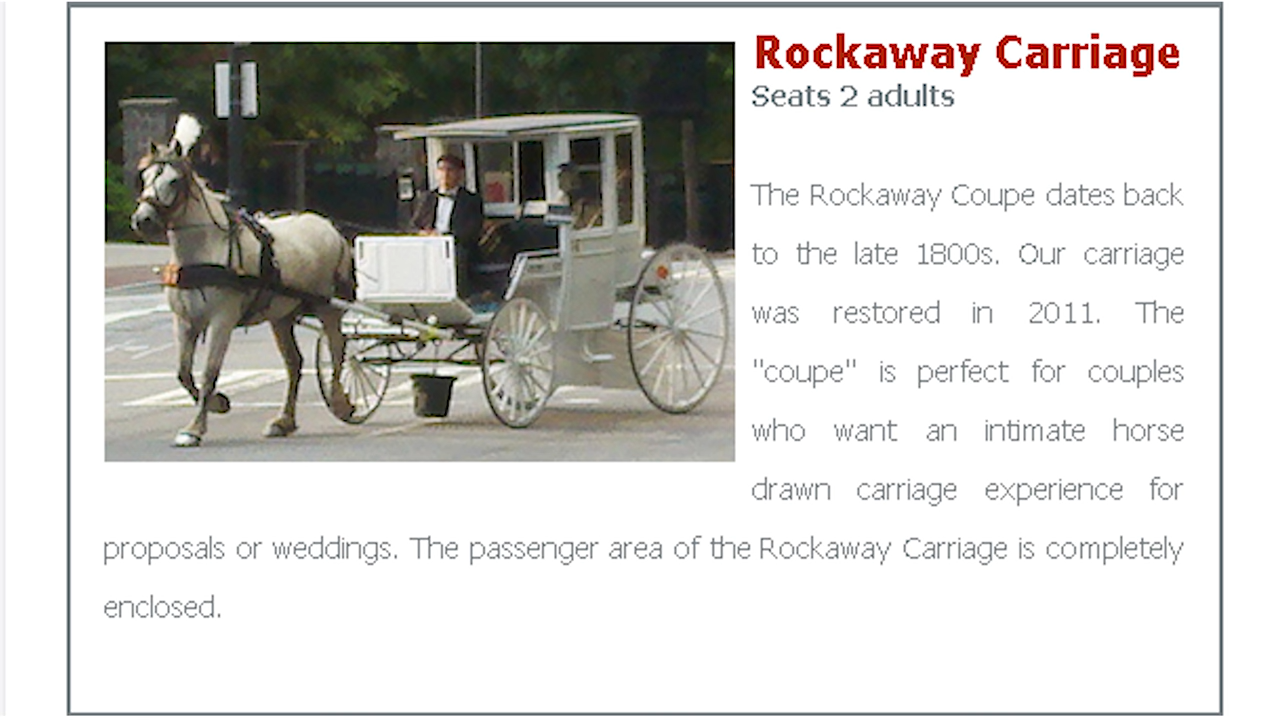 Rockaway Carriage
Seats 2 adults
The Rockaway Coupe dates back
to the late 1800s. Our carriage
was restored in 2011. The
"coupe" is perfect for couples
who want an intimate horse
drawn carriage experience for
proposals or weddings. The passenger area of the Rockaway Carriage is completely
enclosed.